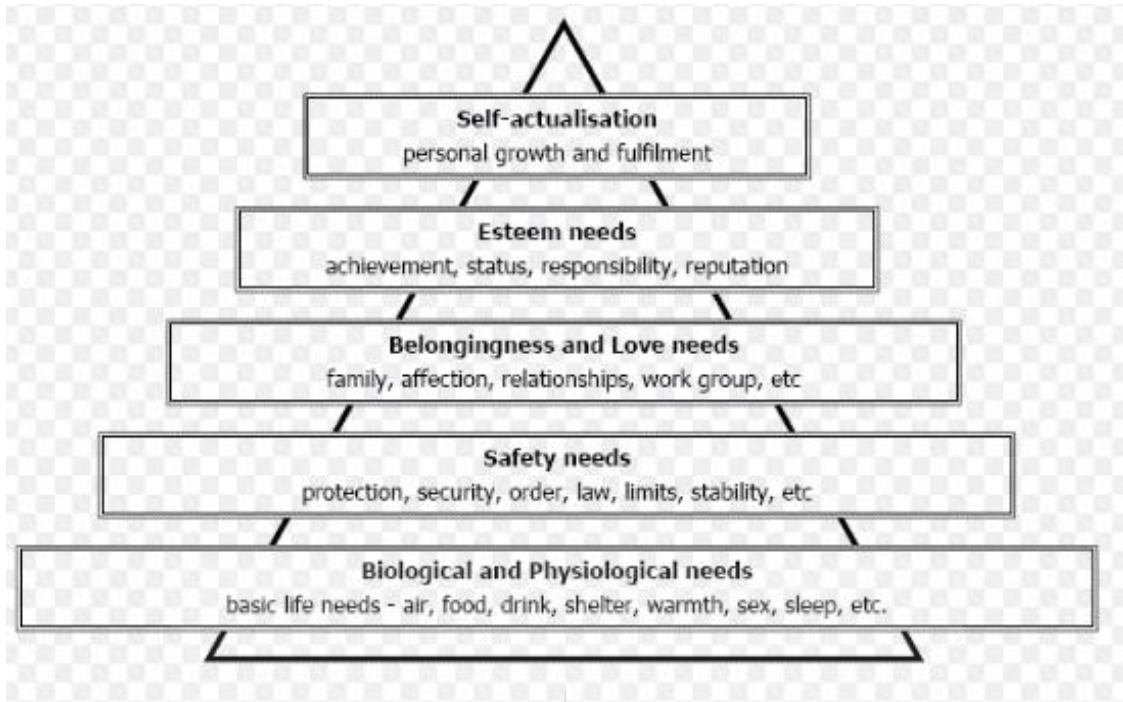 Self-actualisation
personal growth and fulfilment
Esteem needs
achievement, status, responsibility, reputation
Belongingness and Love needs
family, affection, relationships, work group, etc
Safety needs
protection, security, order, law, limits, stability, etc
Biological and Physiological needs
basic life needs - air, food, drink, shelter, warmth, sex, sleep, etc.